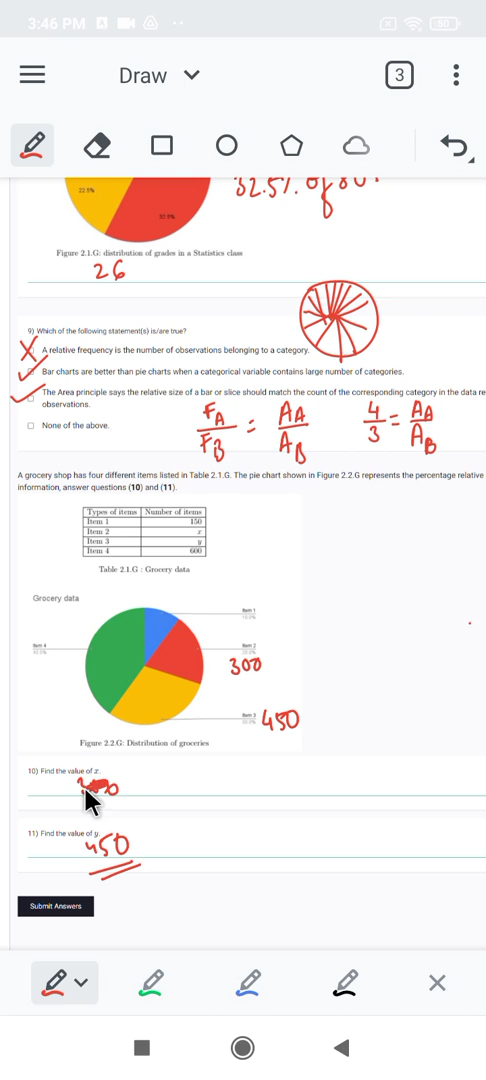 3:46 PM
50
Draw
3
22.5%
32.5%
32.5%. of 80.
Figure 2.1.G: distribution of grades in a Statistics class
26
9) Which of the following statement(s) is/are true?
A relative frequency is the number of observations belonging to a category.
Bar charts are better than pie charts when a categorical variable contains large number of categories.
The Area principle says the relative size of a bar or slice should match the count of the corresponding category in the data re
observations.
None of the above.
FA/FB = AA/AB
4/3 = AA/AB
A grocery shop has four different items listed in Table 2.1.G. The pie chart shown in Figure 2.2.G represents the percentage relative
information, answer questions (10) and (11).
Types of items Number of items
Item 1 150
Item 2 x
Item 3 y
Item 4 600
Table 2.1.G : Grocery data
Grocery data
Item 1
Item 4
Item 2
300
Item 3
450
Figure 2.2.G: Distribution of groceries
10) Find the value of x.
11) Find the value of y.
450
Submit Answers